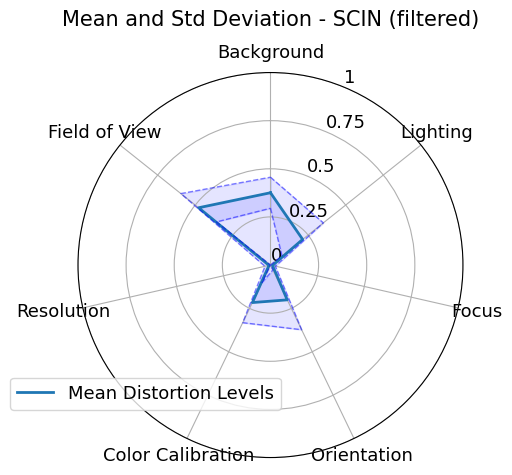 Mean and Std Deviation - SCIN (filtered)
Background
1
0.75
Field of View
Lighting
0.5
0.25
0
Resolution
Focus
Mean Distortion Levels
Color Calibration
Orientation